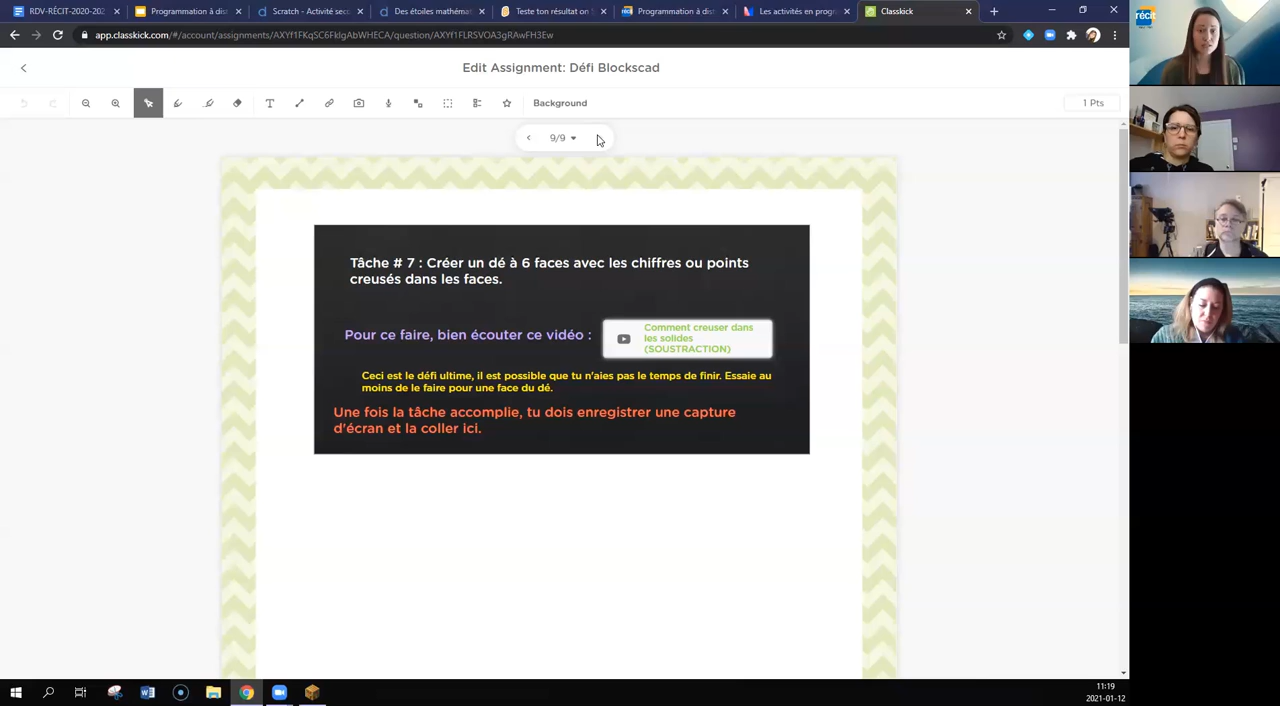 RDV-RÉCIT-2020-202
Programmation à dis
Scratch - Activité seco
Des étoiles mathéma
Teste ton résultat on S
Programmation à dist
Les activités en progra
Classkick
app.classkick.com/#/account/assignments/AXYf1FKqSC6FkIgAbWHECA/question/AXYf1FLRSVOA3gRAwFH3Ew
récit
Edit Assignment: Défi Blockscad
T
Background
1 Pts
9/9
Tâche # 7 : Créer un dé à 6 faces avec les chiffres ou points
creusés dans les faces.
Pour ce faire, bien écouter ce vidéo :
Comment creuser dans
les solides
(SOUSTRACTION)
Ceci est le défi ultime, il est possible que tu n'aies pas le temps de finir. Essaie au
moins de le faire pour une face du dé.
Une fois la tâche accomplie, tu dois enregistrer une capture
d'écran et la coller ici.
11:19
2021-01-12